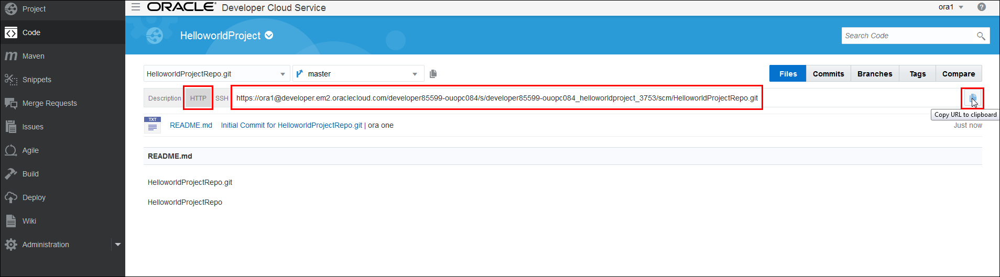 Project
Code
Maven
Snippets
Merge Requests
Issues
Agile
Build
Deploy
Wiki
Administration
ORACLE Developer Cloud Service
ora1
?
HelloworldProject
Search Code
HelloworldProjectRepo.git
master
Files Commits Branches Tags Compare
Description HTTP SSH https://ora1@developer.em2.oraclecloud.com/developer85599-ouopc084/s/developer85599-ouopc084_helloworldproject_3753/scm/HelloworldProjectRepo.git
Copy URL to clipboard
TXT
README.md Initial Commit for HelloworldProjectRepo.git | ora one Just now
README.md
HelloworldProjectRepo.git
HelloworldProjectRepo